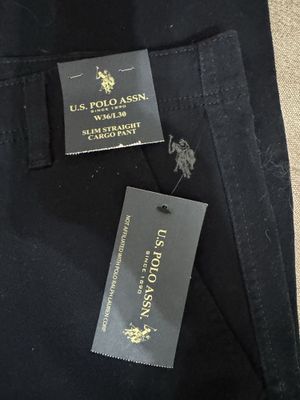 U.S. POLO ASSN.
SINCE 1890
W36/L30
SLIM STRAIGHT
CARGO PANT
U.S. POLO ASSN.
SINCE 1890
NOT AFFILIATED WITH POLO RALPH LAUREN CORP.